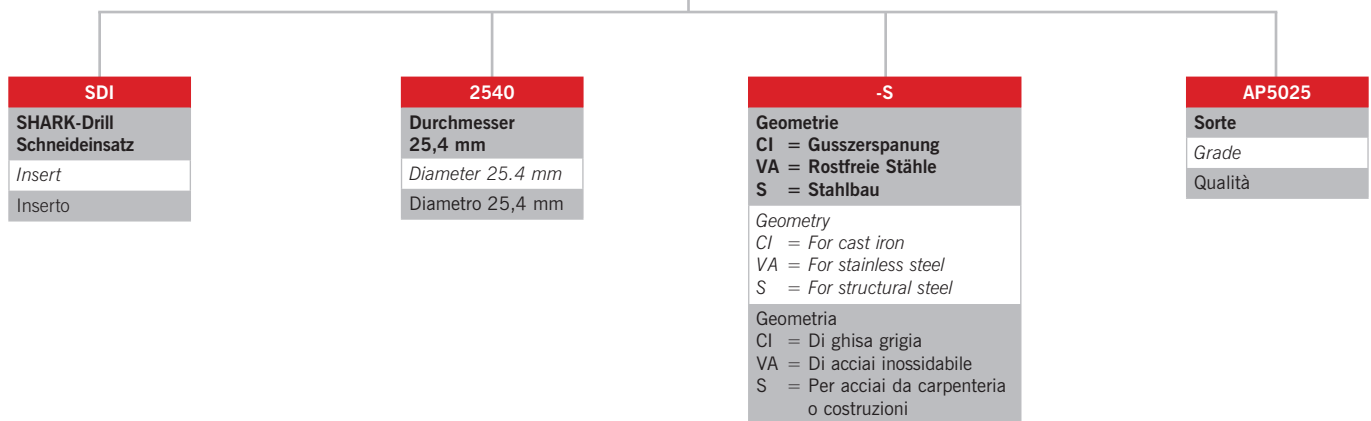 SDI
SHARK-Drill
Schneideinsatz
Insert
Inserto
2540
Durchmesser
25,4 mm
Diameter 25.4 mm
Diametro 25,4 mm
-S
Geometrie
CI = Gusszerspanung
VA = Rostfreie Stähle
S = Stahlbau
Geometry
CI = For cast iron
VA = For stainless steel
S = For structural steel
Geometria
CI = Di ghisa grigia
VA = Di acciai inossidabile
S = Per acciai da carpenteria
o costruzioni
AP5025
Sorte
Grade
Qualità